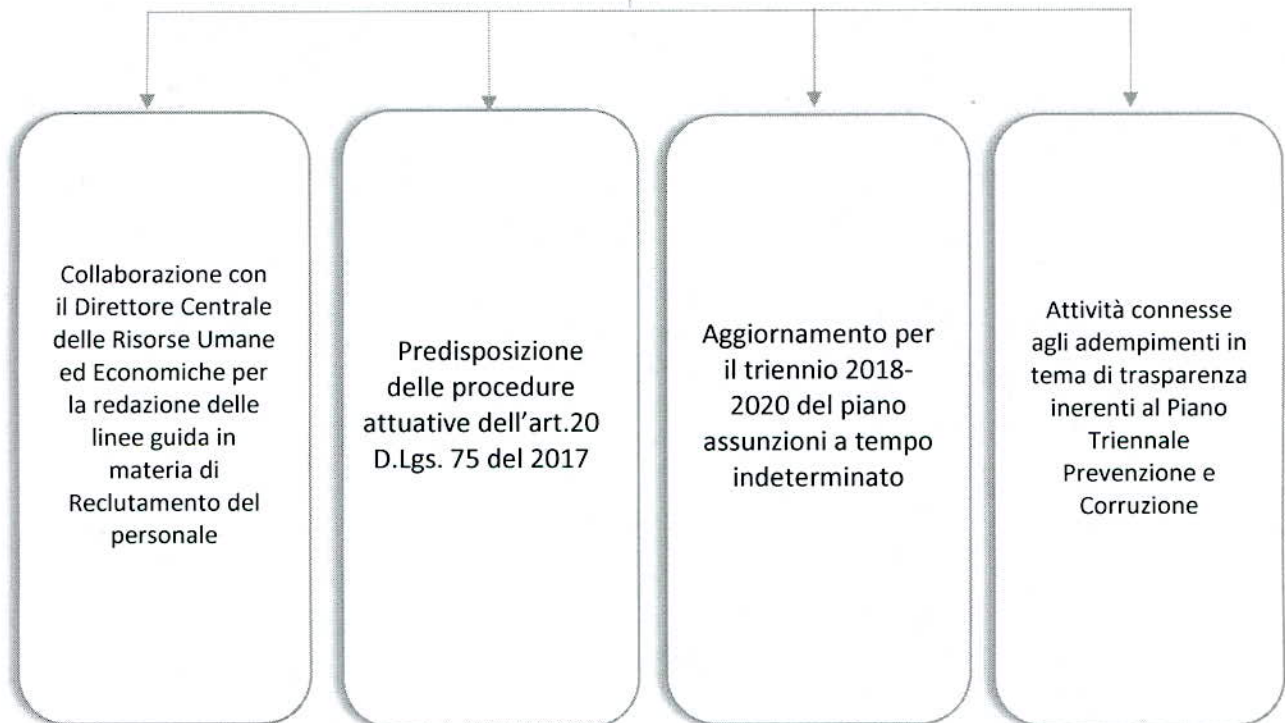 Collaborazione con
il Direttore Centrale
delle Risorse Umane
ed Economiche per
la redazione delle
linee guida in
materia di
Reclutamento del
personale
Predisposizione
delle procedure
attuative dell’art.20
D.Lgs. 75 del 2017
Aggiornamento per
il triennio 2018-
2020 del piano
assunzioni a tempo
indeterminato
Attività connesse
agli adempimenti in
tema di trasparenza
inerenti al Piano
Triennale
Prevenzione e
Corruzione